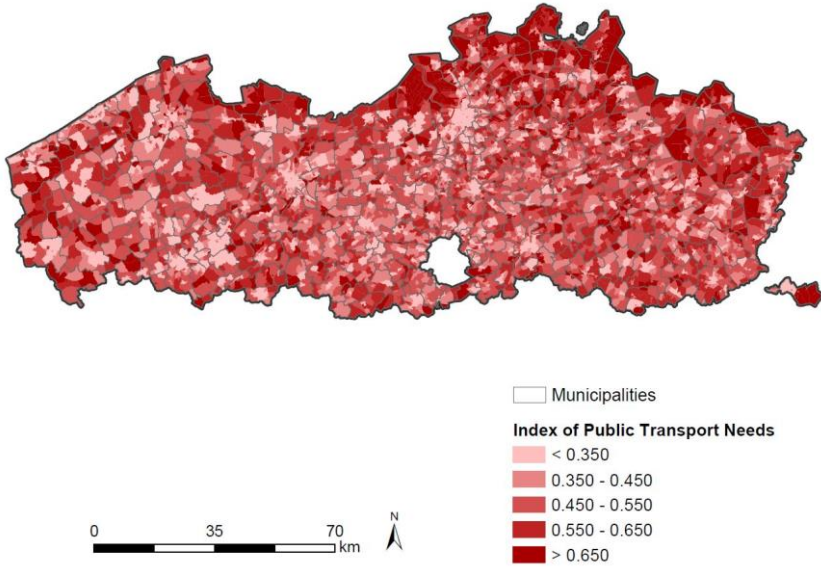 Municipalities
Index of Public Transport Needs
< 0.350
0.350 - 0.450
0.450 - 0.550
0.550 - 0.650
> 0.650
0 35 70
km
N